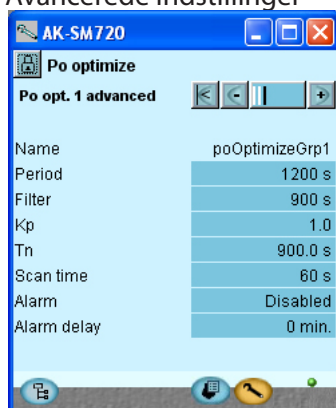 Avancerede indstillinger
AK-SM720
Po optimize
Po opt. 1 advanced
Name poOptimizeGrp1
Period 1200 s
Filter 900 s
Kp 1.0
Tn 900.0 s
Scan time 60 s
Alarm Disabled
Alarm delay 0 min.